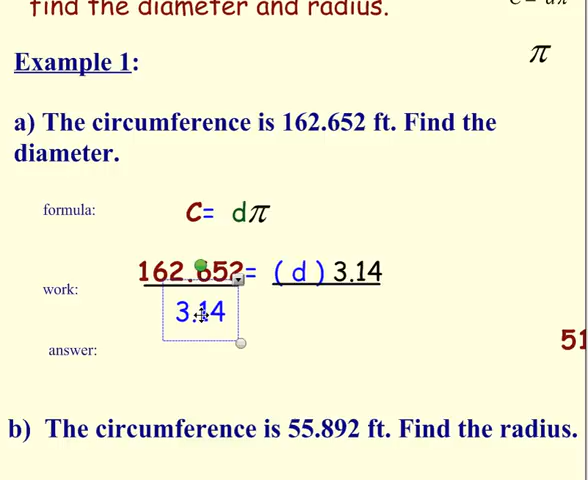 find the diameter and radius.
C= dπ
Example 1:
π
a) The circumference is 162.652 ft. Find the
diameter.
formula: C= dπ
work: 162.652= ( d ) 3.14
3.14
answer: 51
b) The circumference is 55.892 ft. Find the radius.